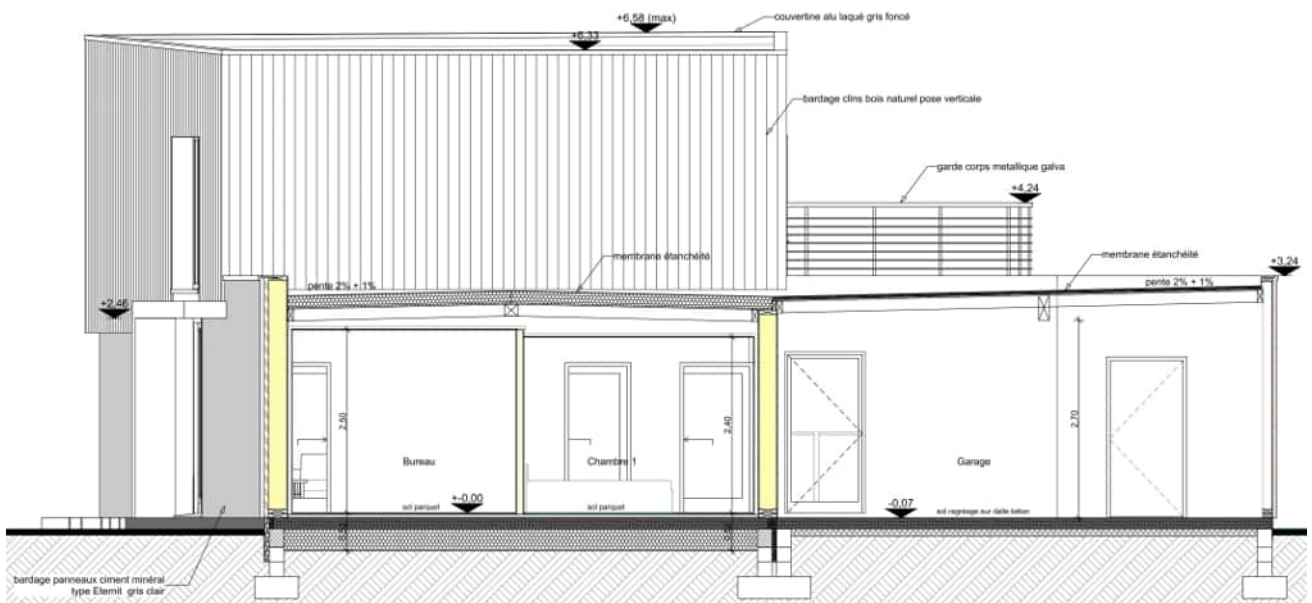 +6,58 (max)
couvertine alu laqué gris foncé
+6,33
bardage clins bois naturel pose verticale
garde corps metallique galva
+4,24
membrane étanchéité
membrane étanchéité
+3,24
pente 2% + 1%
pente 2% + 1%
+2,46
2,50
2,40
2,70
Bureau
Chambre 1
Garage
+-0,00
-0,07
sol parquet
sol parquet
sol ragréage sur dalle béton
bardage panneaux ciment minéral
type Eternit gris clair